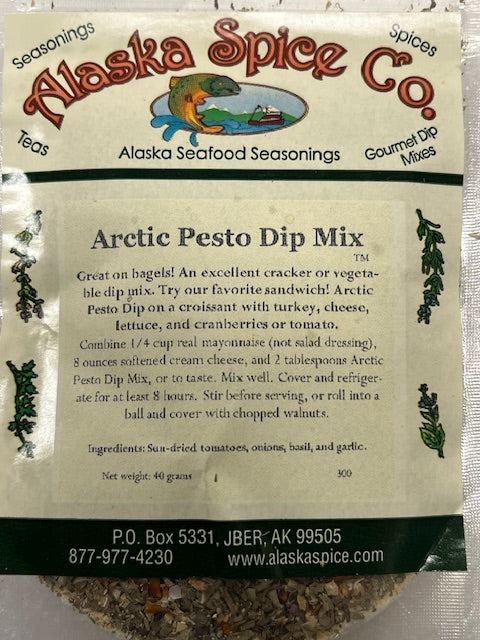 Seasonings
Spices
Alaska Spice Co.
Teas
Alaska Seafood Seasonings
Gourmet Dip
Mixes
Arctic Pesto Dip Mix
TM
Great on bagels! An excellent cracker or vegeta-
ble dip mix. Try our favorite sandwich! Arctic
Pesto Dip on a croissant with turkey, cheese,
lettuce, and cranberries or tomato.
Combine 1/4 cup real mayonnaise (not salad dressing),
8 ounces softened cream cheese, and 2 tablespoons Arctic
Pesto Dip Mix, or to taste. Mix well. Cover and refriger-
ate for at least 8 hours. Stir before serving, or roll into a
ball and cover with chopped walnuts.
Ingredients: Sun-dried tomatoes, onions, basil, and garlic.
Net weight: 40 grams 300
P.O. Box 5331, JBER, AK 99505
877-977-4230 www.alaskaspice.com